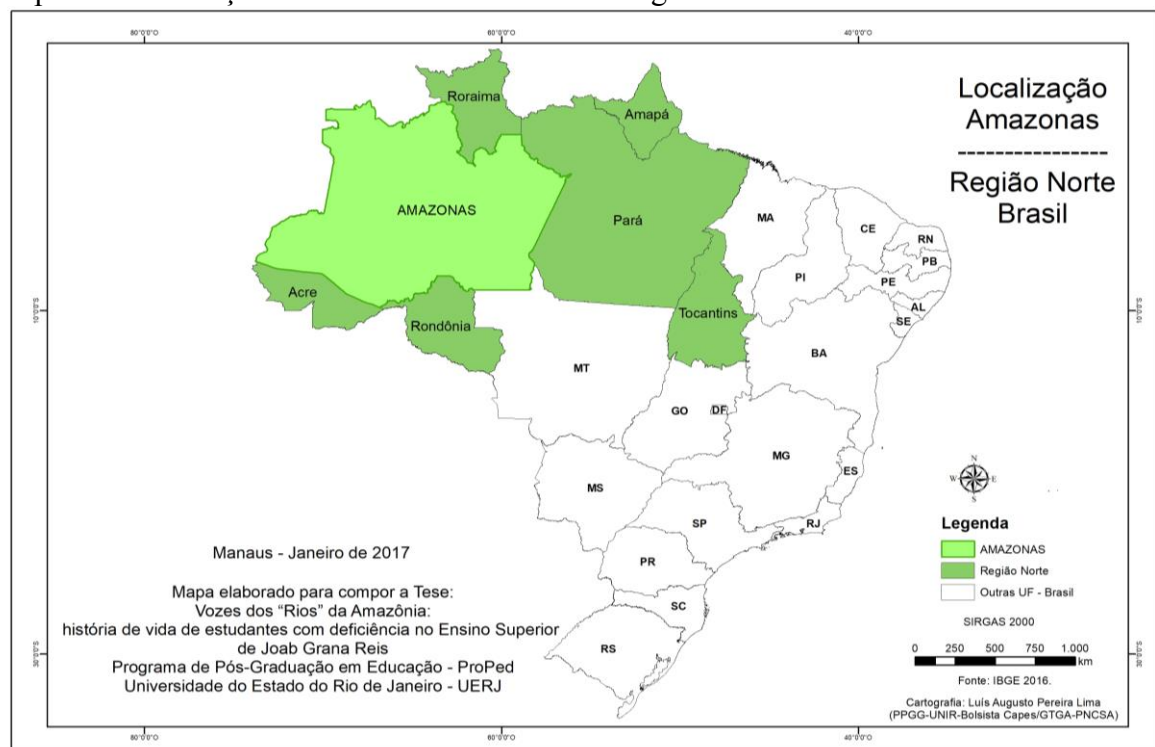 80°0'0"O
60°0'0"O
40°0'0"O
Localização
Amazonas
Região Norte
Brasil
Roraima
Amapá
AMAZONAS
Pará
MA
CE
RN
PB
PI
PE
AL
SE
Acre
Rondônia
Tocantins
BA
MT
GO
DF
MG
ES
MS
SP
RJ
PR
SC
RS
10°0'0"S
10°0'0"S
30°0'0"S
30°0'0"S
N
W
E
S
Legenda
AMAZONAS
Região Norte
Outras UF - Brasil
SIRGAS 2000
0 250 500 750 1.000
km
Fonte: IBGE 2016.
Cartografia: Luís Augusto Pereira Lima
(PPGG-UNIR-Bolsista Capes/GTGA-PNCSA)
Manaus - Janeiro de 2017
Mapa elaborado para compor a Tese:
Vozes dos “Rios” da Amazônia:
história de vida de estudantes com deficiência no Ensino Superior
de Joab Grana Reis
Programa de Pós-Graduação em Educação - ProPed
Universidade do Estado do Rio de Janeiro - UERJ
80°0'0"O
60°0'0"O
40°0'0"O